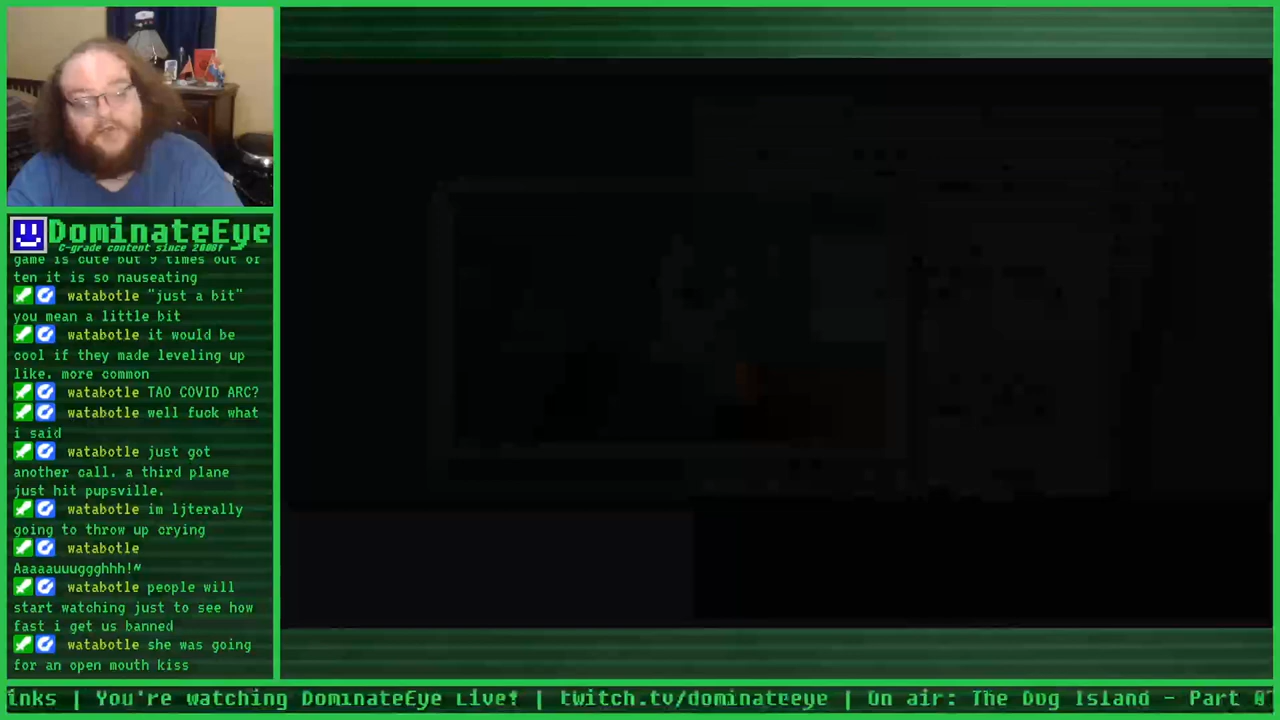 DominateEye
C-grade content since 2008!
game is cute but 9 times out of
ten it is so nauseating
watabotle "just a bit"
you mean a little bit
watabotle it would be
cool if they made leveling up
like. more common
watabotle TAO COVID ARC?
watabotle well fuck what
i said
watabotle just got
another call. a third plane
just hit pupsville.
watabotle im ljterally
going to throw up crying
watabotle
Aaaaauuuggghhh!~
watabotle people will
start watching just to see how
fast i get us banned
watabotle she was going
for an open mouth kiss
inks | You're watching DominateEye Live! | twitch.tv/dominateeye | On air: The Dog Island - Part